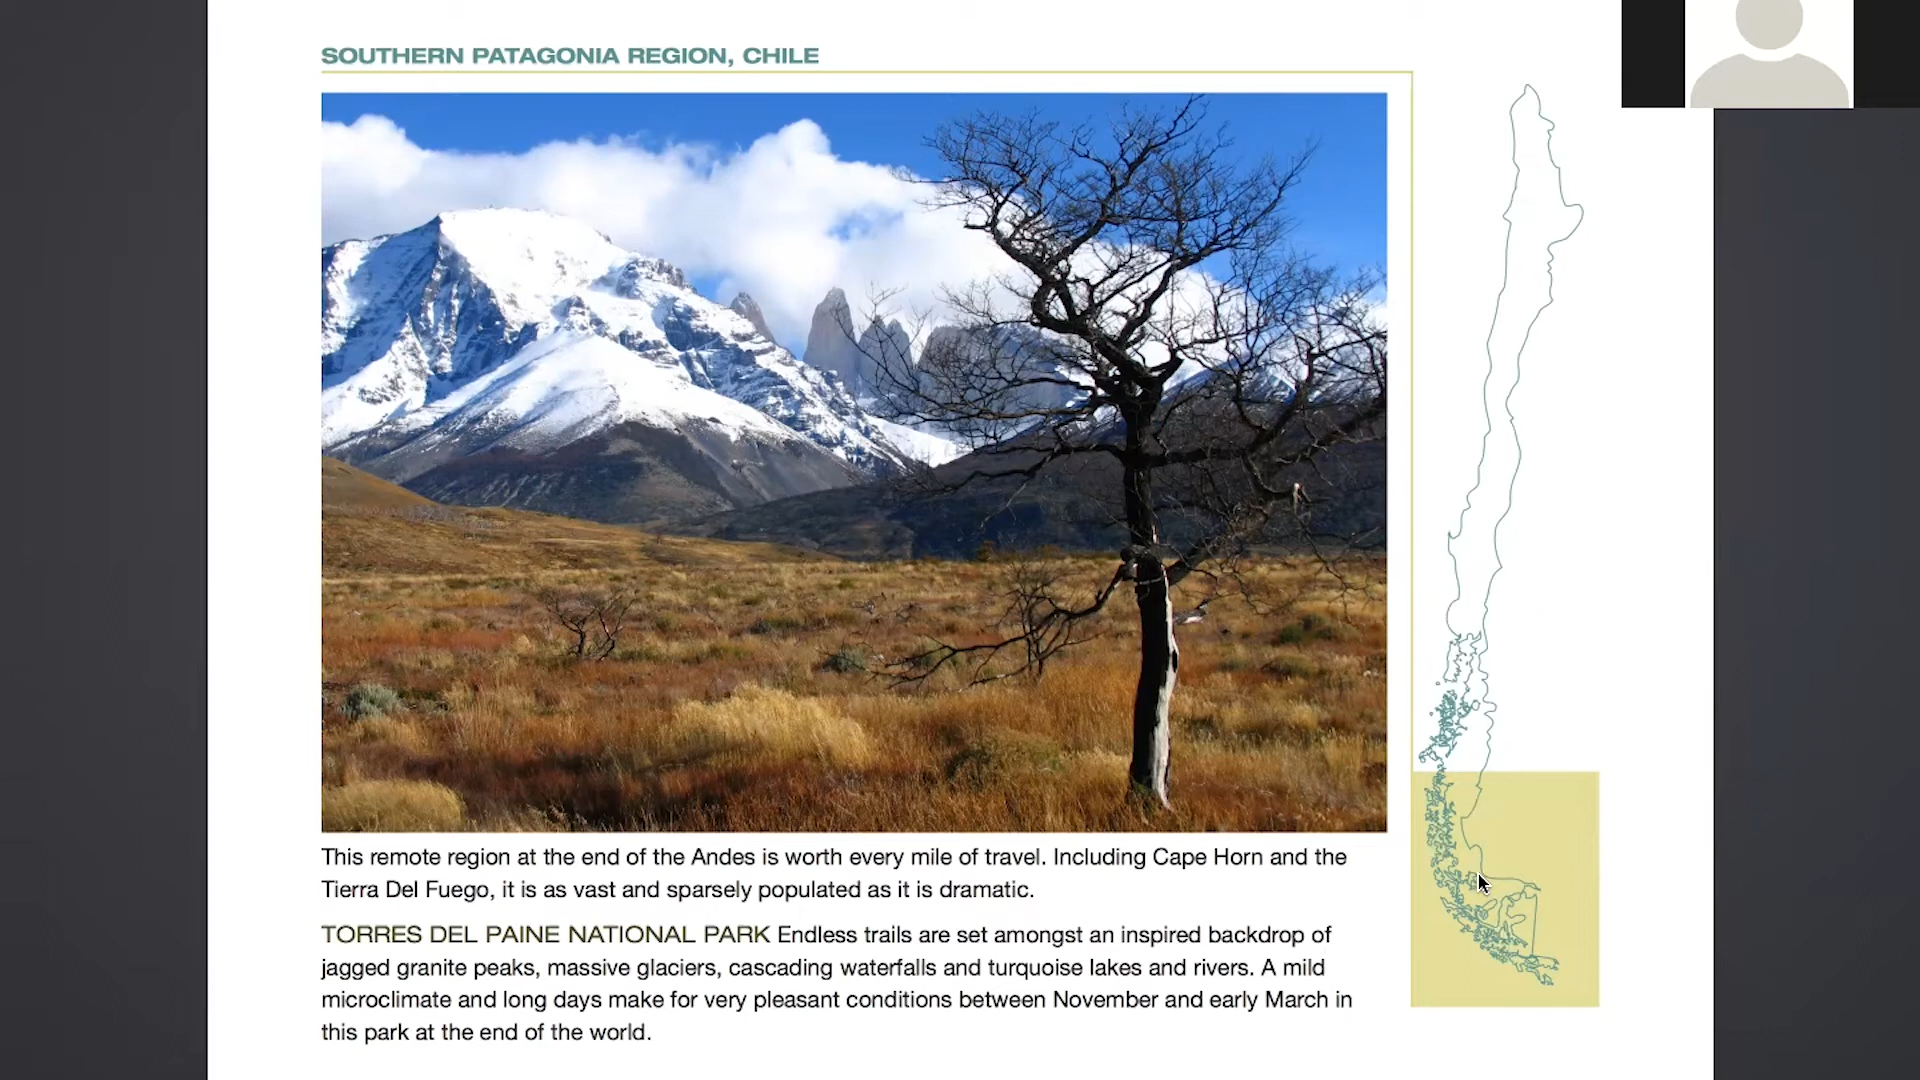 SOUTHERN PATAGONIA REGION, CHILE
This remote region at the end of the Andes is worth every mile of travel. Including Cape Horn and the
Tierra Del Fuego, it is as vast and sparsely populated as it is dramatic.
TORRES DEL PAINE NATIONAL PARK Endless trails are set amongst an inspired backdrop of
jagged granite peaks, massive glaciers, cascading waterfalls and turquoise lakes and rivers. A mild
microclimate and long days make for very pleasant conditions between November and early March in
this park at the end of the world.